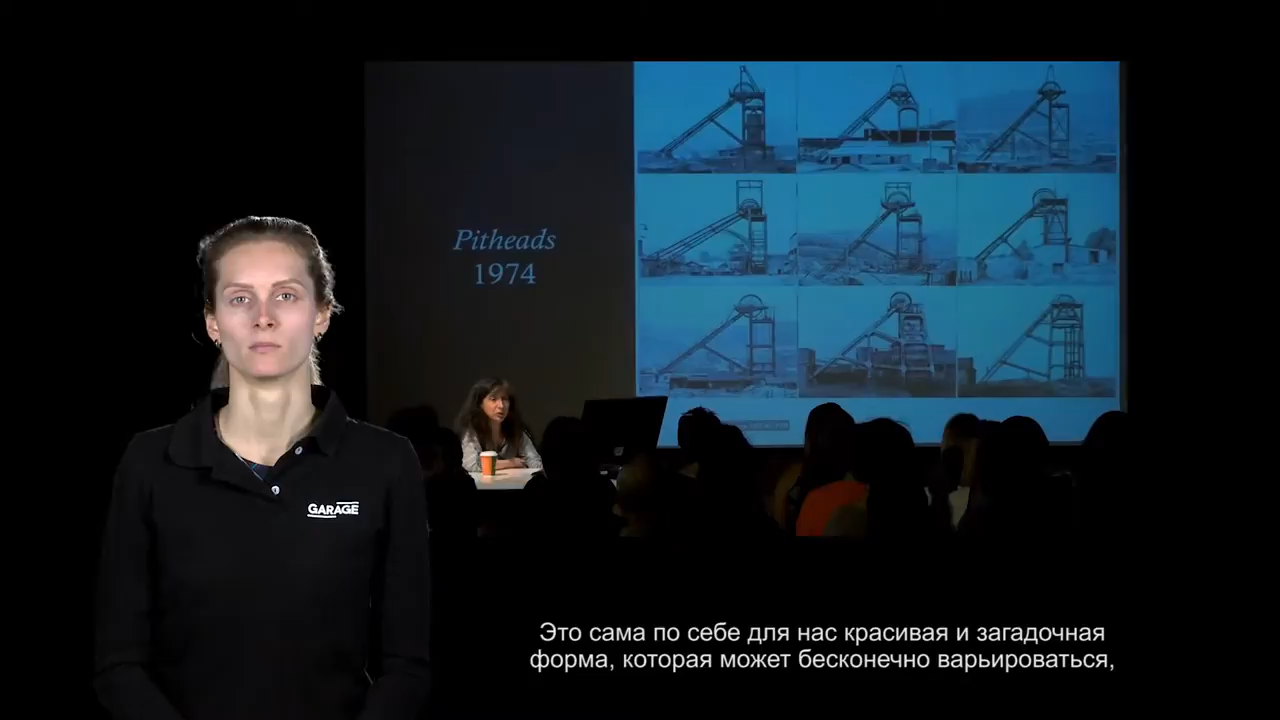 Pitheads
1974
GARAGE
Это сама по себе для нас красивая и загадочная
форма, которая может бесконечно варьироваться,